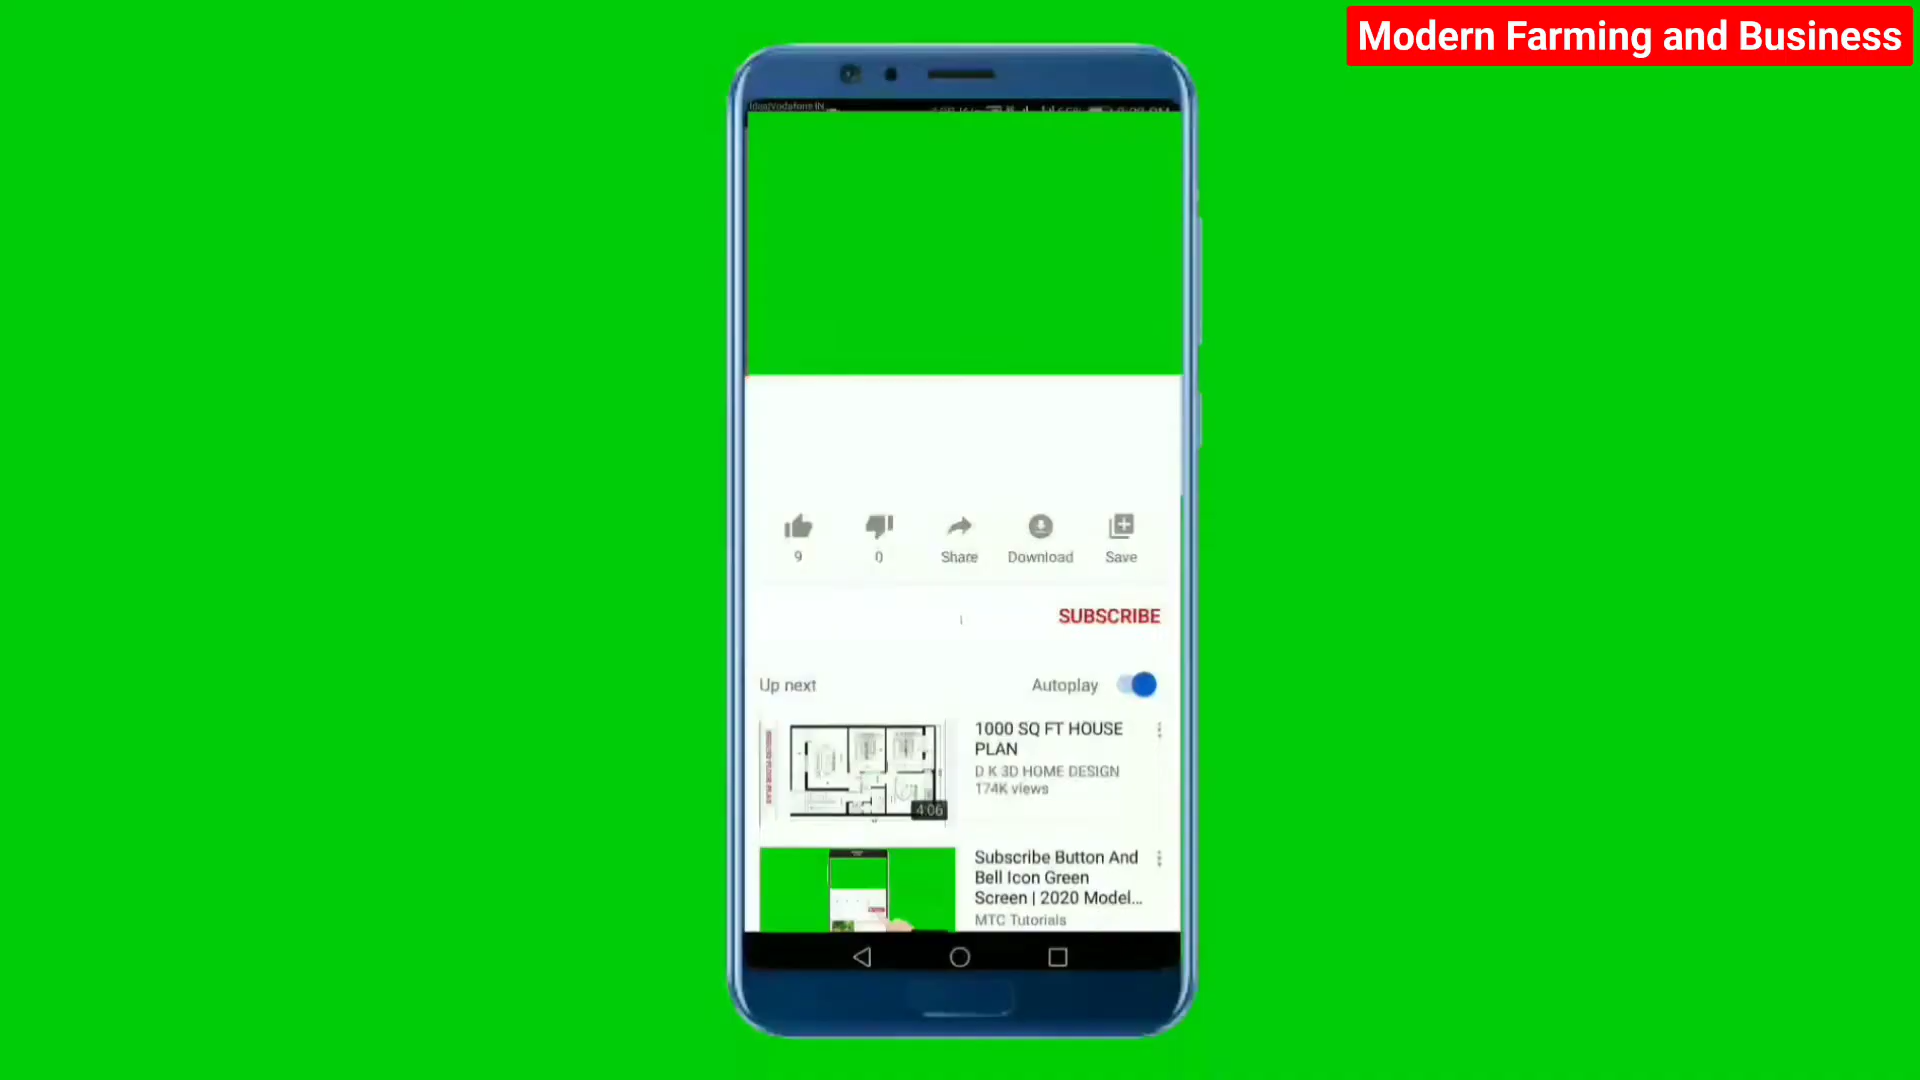 Modern Farming and Business
9
0
Share
Download
Save
SUBSCRIBE
Up next
Autoplay
1000 SQ FT HOUSE
PLAN
D K 3D HOME DESIGN
174K views
4:06
Subscribe Button And
Bell Icon Green
Screen | 2020 Model...
MTC Tutorials